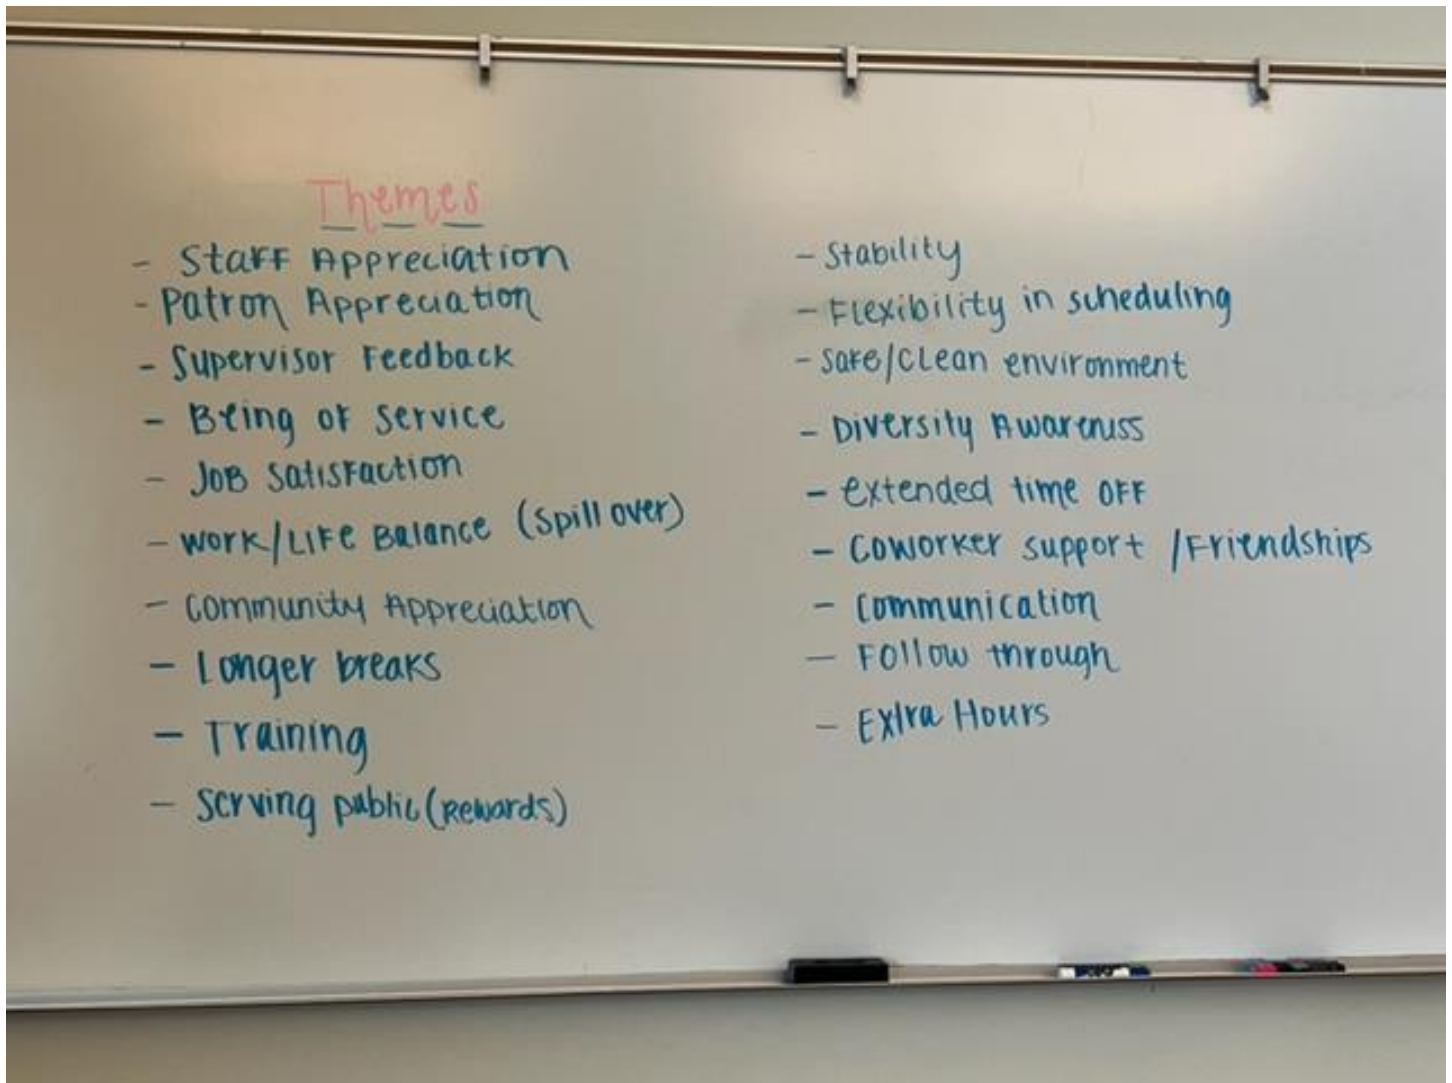 Themes
- Staff Appreciation
- Patron Appreciation
- Supervisor Feedback
- Being of service
- Job Satisfaction
- Work/Life Balance (spill over)
- Community Appreciation
- Longer breaks
- Training
- Serving public (Rewards)
- Stability
- Flexibility in scheduling
- Safe/Clean environment
- Diversity Awareness
- Extended time off
- Coworker support /Friendships
- Communication
- Follow through
- Extra Hours